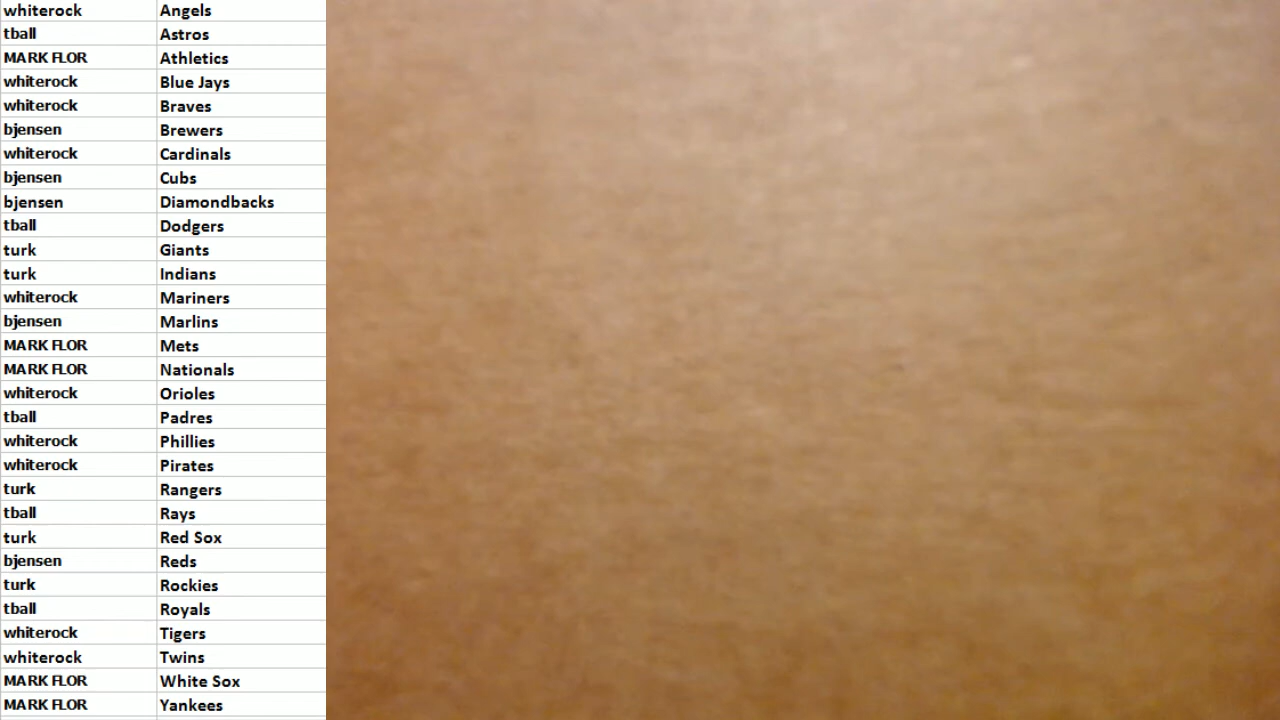 whiterock Angels
tball Astros
MARK FLOR Athletics
whiterock Blue Jays
whiterock Braves
bjensen Brewers
whiterock Cardinals
bjensen Cubs
bjensen Diamondbacks
tball Dodgers
turk Giants
turk Indians
whiterock Mariners
bjensen Marlins
MARK FLOR Mets
MARK FLOR Nationals
whiterock Orioles
tball Padres
whiterock Phillies
whiterock Pirates
turk Rangers
tball Rays
turk Red Sox
bjensen Reds
turk Rockies
tball Royals
whiterock Tigers
whiterock Twins
MARK FLOR White Sox
MARK FLOR Yankees